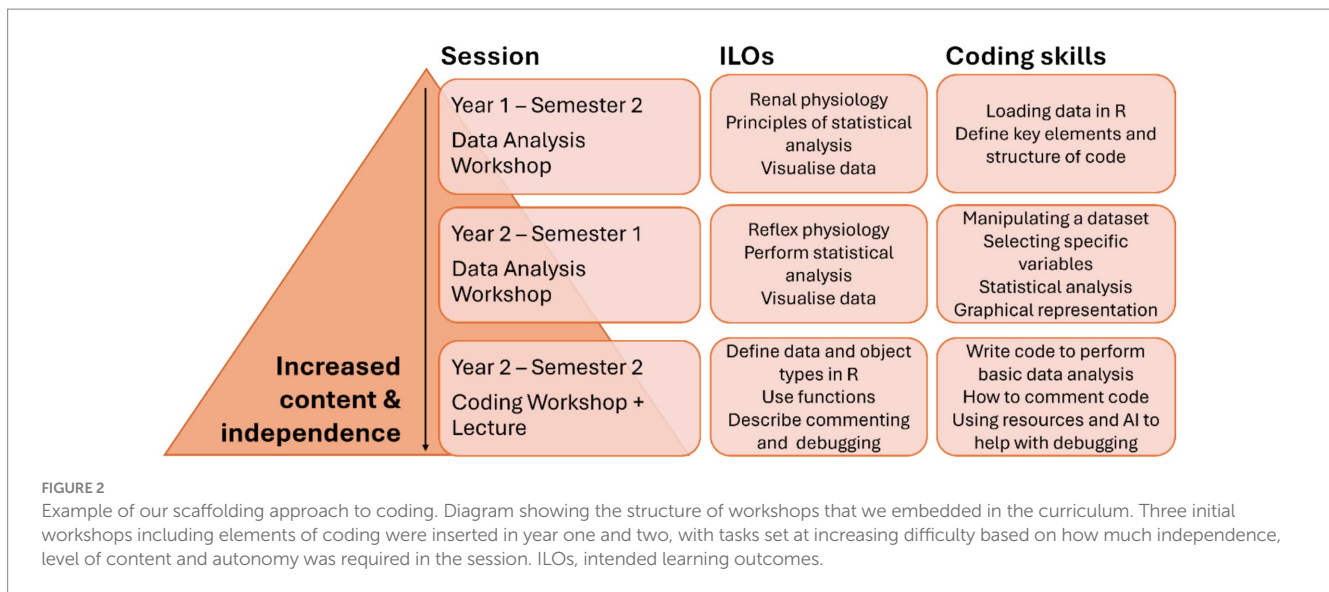 Session
ILOs
Coding skills
Year 1 – Semester 2
Data Analysis
Workshop
Renal physiology
Principles of statistical
analysis
Visualise data
Loading data in R
Define key elements and
structure of code
Year 2 – Semester 1
Data Analysis
Workshop
Reflex physiology
Perform statistical
analysis
Visualise data
Manipulating a dataset
Selecting specific
variables
Statistical analysis
Graphical representation
Increased
content &
independence
Year 2 – Semester 2
Coding Workshop +
Lecture
Define data and object
types in R
Use functions
Describe commenting
and debugging
Write code to perform
basic data analysis
How to comment code
Using resources and AI to
help with debugging
FIGURE 2
Example of our scaffolding approach to coding. Diagram showing the structure of workshops that we embedded in the curriculum. Three initial
workshops including elements of coding were inserted in year one and two, with tasks set at increasing difficulty based on how much independence,
level of content and autonomy was required in the session. ILOs, intended learning outcomes.